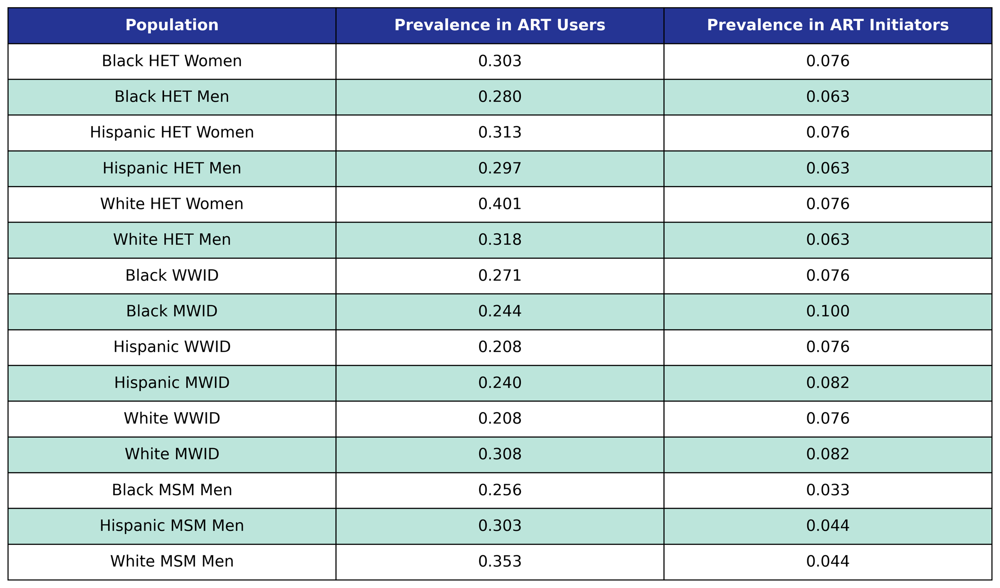 Population Prevalence in ART Users Prevalence in ART Initiators
Black HET Women 0.303 0.076
Black HET Men 0.280 0.063
Hispanic HET Women 0.313 0.076
Hispanic HET Men 0.297 0.063
White HET Women 0.401 0.076
White HET Men 0.318 0.063
Black WWID 0.271 0.076
Black MWID 0.244 0.100
Hispanic WWID 0.208 0.076
Hispanic MWID 0.240 0.082
White WWID 0.208 0.076
White MWID 0.308 0.082
Black MSM Men 0.256 0.033
Hispanic MSM Men 0.303 0.044
White MSM Men 0.353 0.044